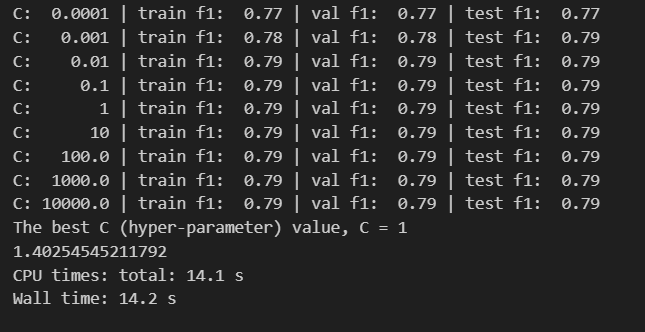 C:  0.0001 | train f1:  0.77 | val f1:  0.77 | test f1:  0.77
C:   0.001 | train f1:  0.78 | val f1:  0.78 | test f1:  0.79
C:    0.01 | train f1:  0.79 | val f1:  0.79 | test f1:  0.79
C:     0.1 | train f1:  0.79 | val f1:  0.79 | test f1:  0.79
C:       1 | train f1:  0.79 | val f1:  0.79 | test f1:  0.79
C:      10 | train f1:  0.79 | val f1:  0.79 | test f1:  0.79
C:   100.0 | train f1:  0.79 | val f1:  0.79 | test f1:  0.79
C:  1000.0 | train f1:  0.79 | val f1:  0.79 | test f1:  0.79
C: 10000.0 | train f1:  0.79 | val f1:  0.79 | test f1:  0.79
The best C (hyper-parameter) value, C = 1
1.40254545211792
CPU times: total: 14.1 s
Wall time: 14.2 s